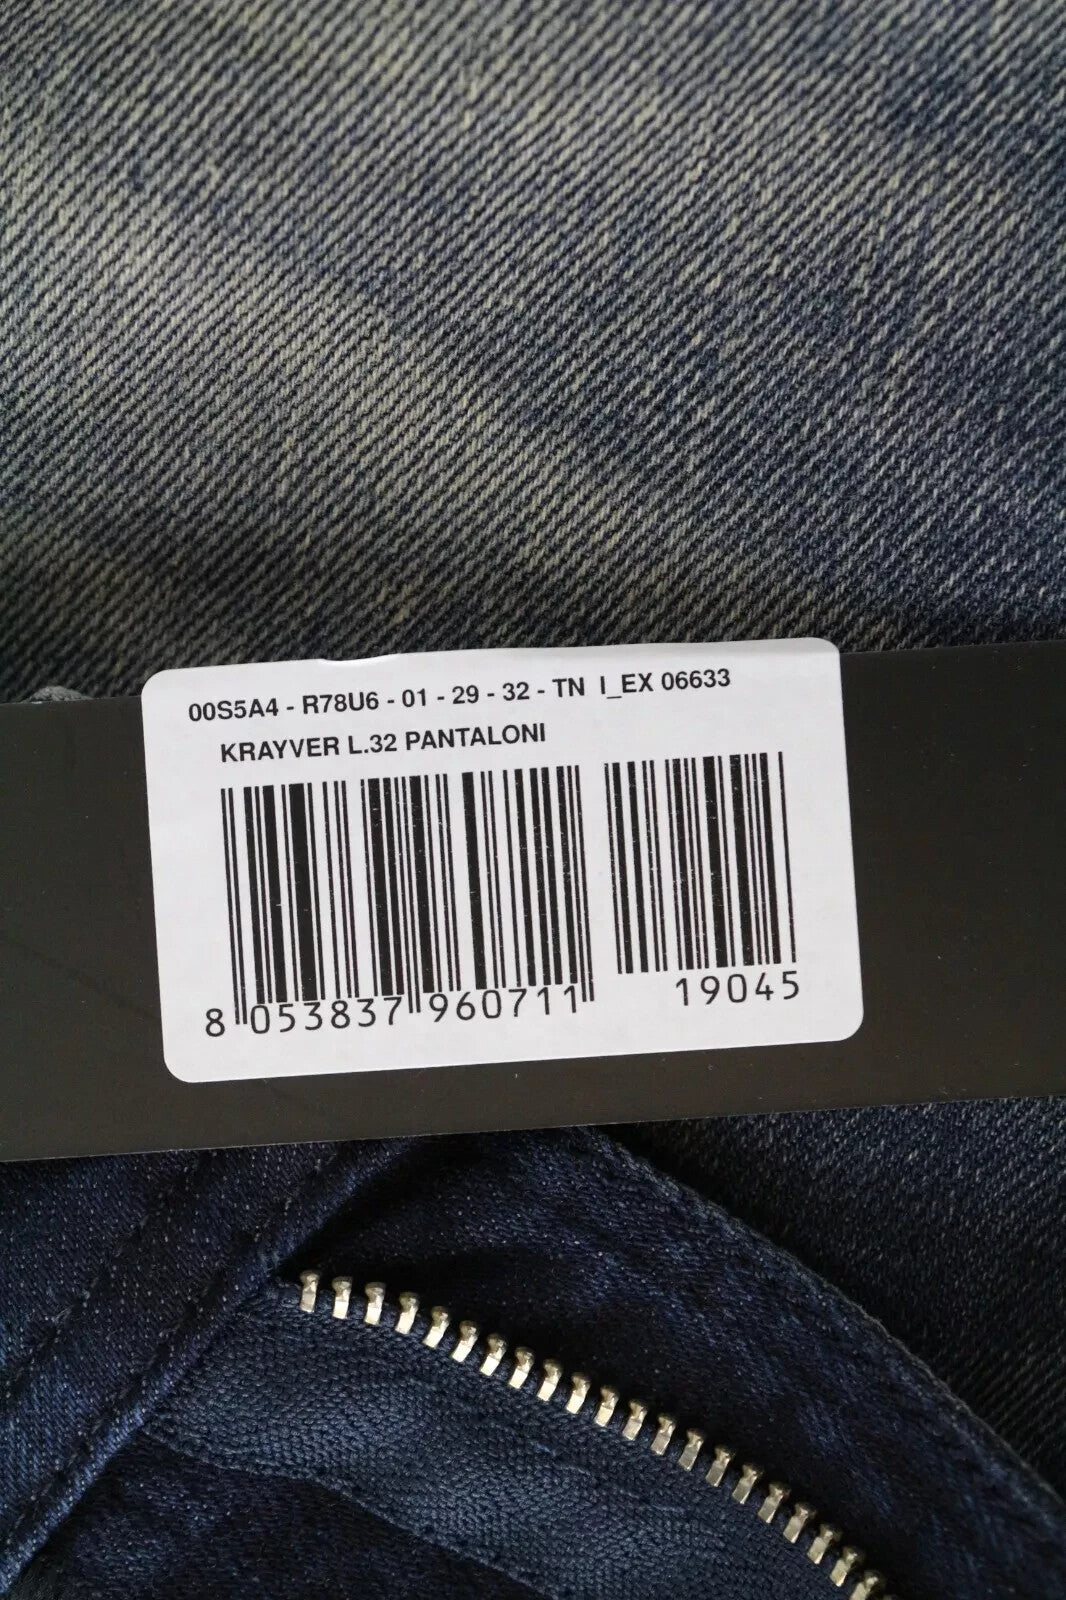 00S5A4 - R78U6 - 01 - 29 - 32 - TN I_EX 06633
KRAYVER L.32 PANTALONI
8 053837 960711 19045